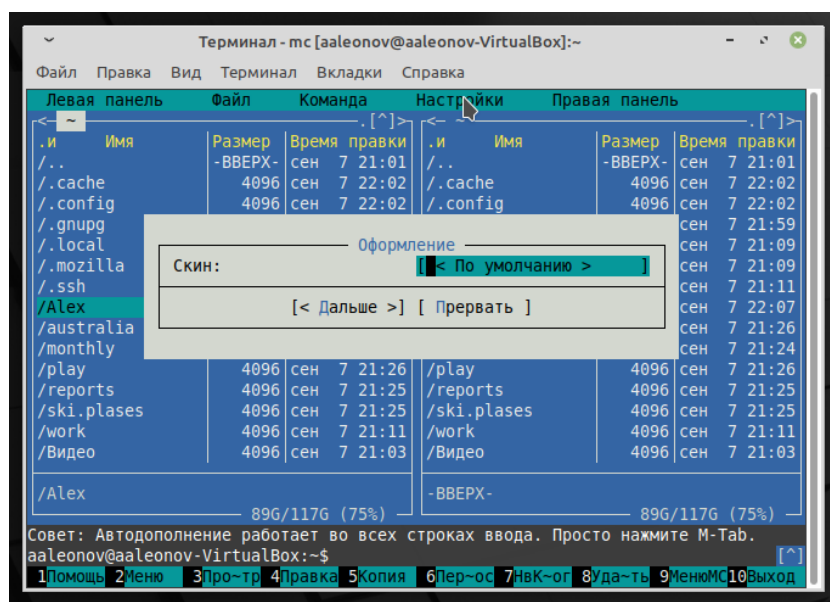 Терминал - mc [aaleonov@aaleonov-VirtualBox]:~
Файл Правка Вид Терминал Вкладки Справка
Левая панель Файл Команда Настройки Правая панель
<- ~ .[^]> <- ~ .[^]>
.и Имя Размер Время правки .и Имя Размер Время правки
/.. -ВВЕРХ- сен 7 21:01 /.. -ВВЕРХ- сен 7 21:01
/.cache 4096 сен 7 22:02 /.cache 4096 сен 7 22:02
/.config 4096 сен 7 22:02 /.config 4096 сен 7 22:02
/.gnupg сен 7 21:59
/.local Оформление сен 7 21:09
/.mozilla Скин: [ < По умолчанию > ] сен 7 21:09
/.ssh сен 7 21:11
/Alex [< Дальше >] [ Прервать ] сен 7 22:07
/australia сен 7 21:26
/monthly сен 7 21:24
/play 4096 сен 7 21:26 /play 4096 сен 7 21:26
/reports 4096 сен 7 21:25 /reports 4096 сен 7 21:25
/ski.plases 4096 сен 7 21:25 /ski.plases 4096 сен 7 21:25
/work 4096 сен 7 21:11 /work 4096 сен 7 21:11
/Видео 4096 сен 7 21:03 /Видео 4096 сен 7 21:03
/Alex -ВВЕРХ-
89G/117G (75%) 89G/117G (75%)
Совет: Автодополнение работает во всех строках ввода. Просто нажмите M-Tab.
aaleonov@aaleonov-VirtualBox:~$ [^]
1Помощь 2Меню 3Про~тр 4Правка 5Копия 6Пер~ос 7НвК~ог 8Уда~ть 9МенюMC 10Выход